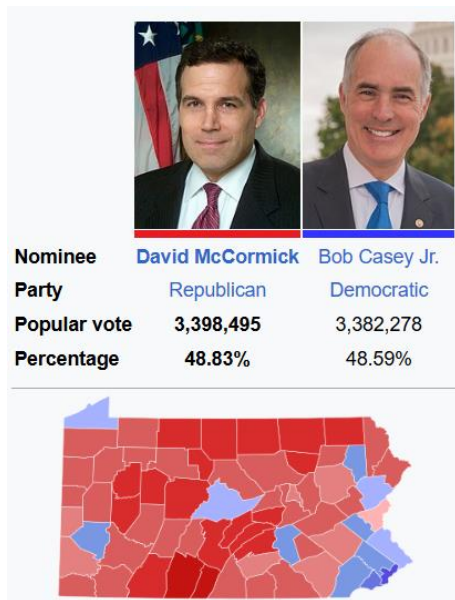 Nominee David McCormick Bob Casey Jr.
Party Republican Democratic
Popular vote 3,398,495 3,382,278
Percentage 48.83% 48.59%